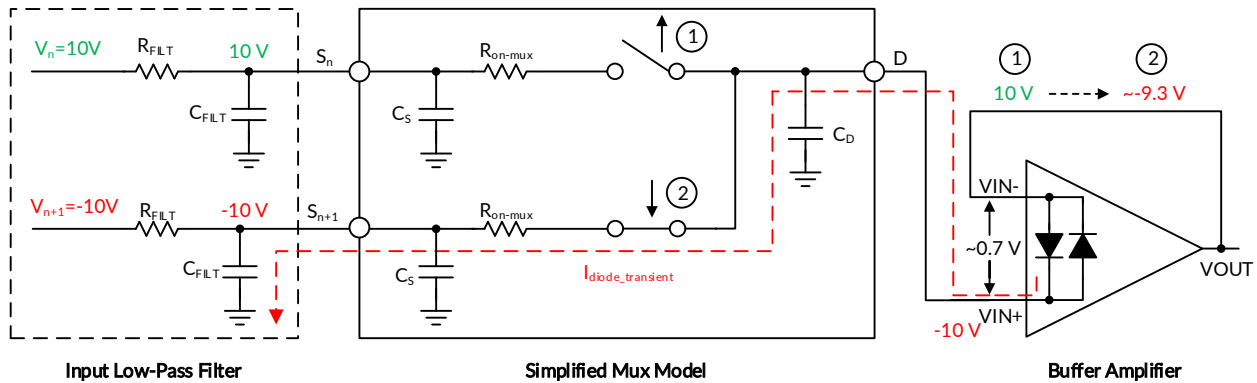 Vn=10V
RFILT
10 V
Sn
Ron-mux
1
D
CFILT
CS
CD
Vn+1=-10V
RFILT
-10 V
Sn+1
Ron-mux
2
CFILT
CS
Idiode_transient
1
2
10 V
~-9.3 V
VIN-
~0.7 V
VOUT
VIN+
-10 V
Input Low-Pass Filter
Simplified Mux Model
Buffer Amplifier